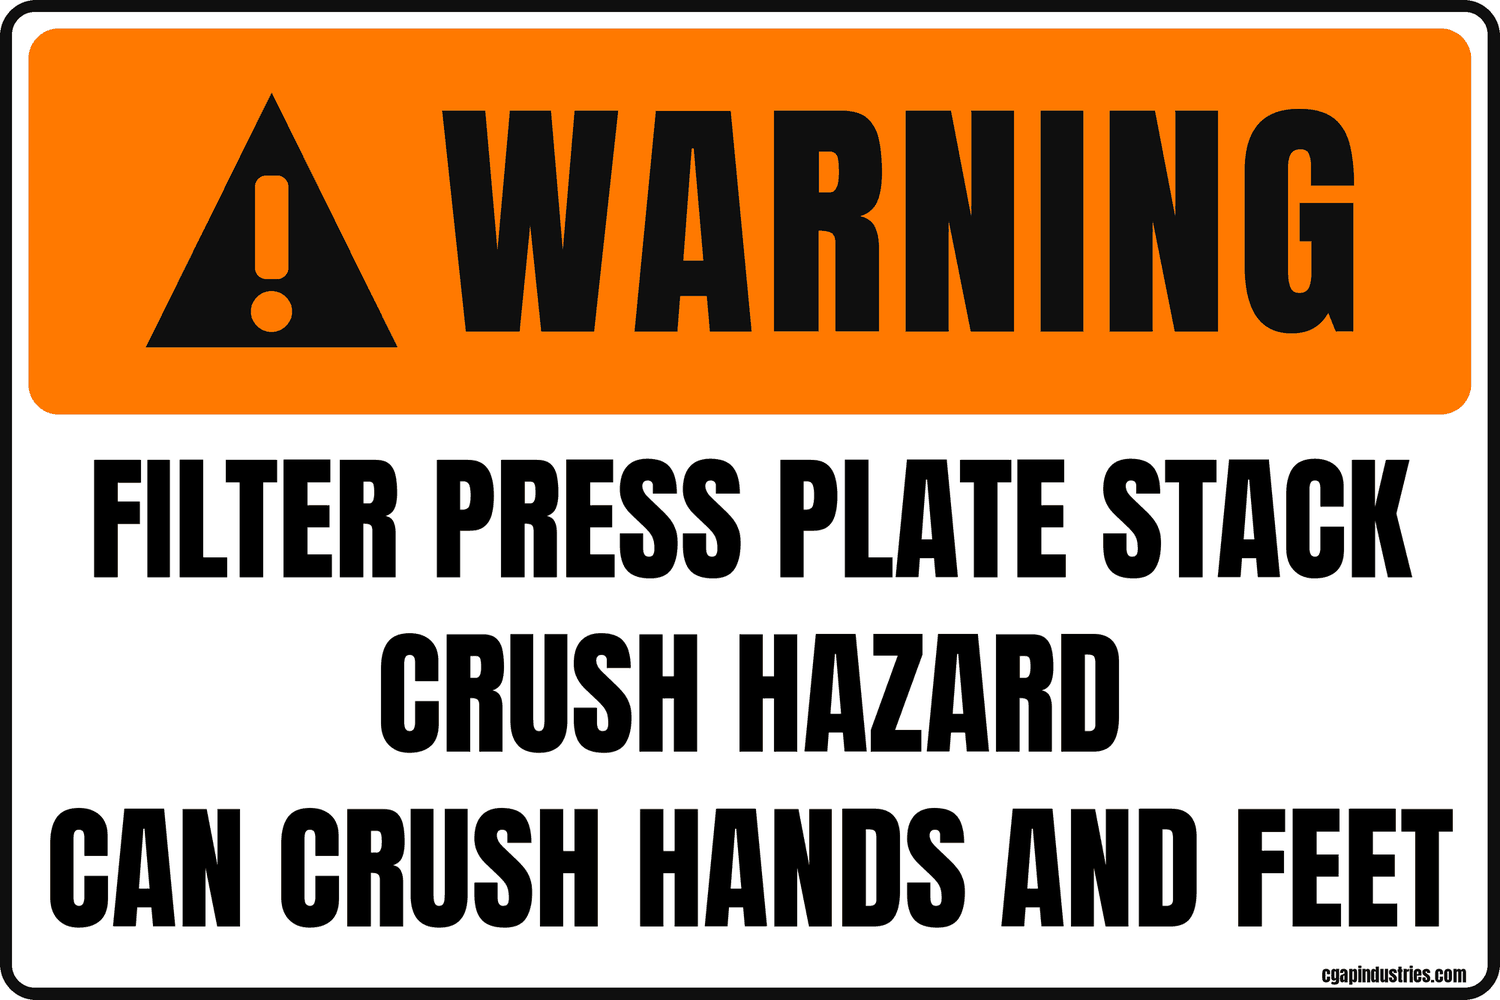 WARNING
FILTER PRESS PLATE STACK
CRUSH HAZARD
CAN CRUSH HANDS AND FEET
cgapindustries.com